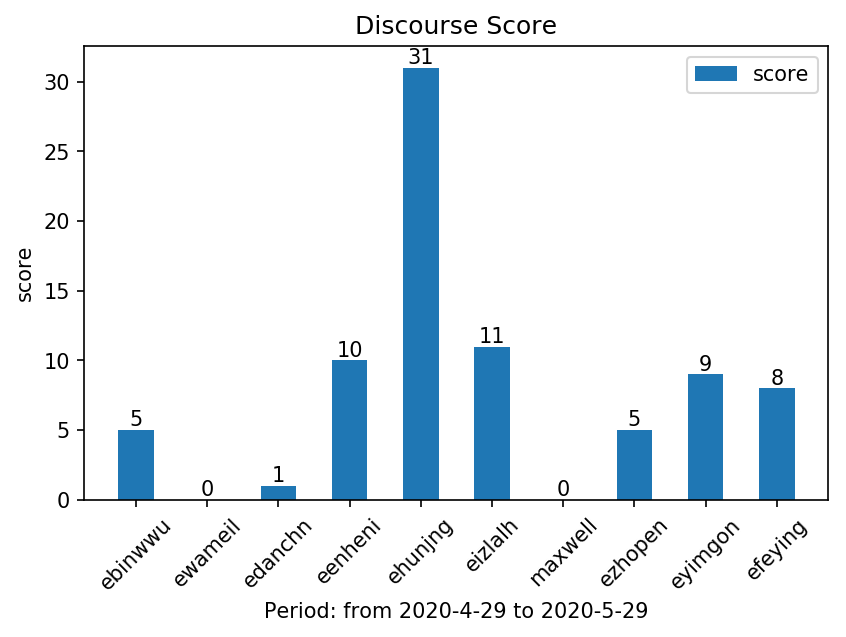 Discourse Score
score
score
30
25
20
15
10
5
0
5
0
1
10
31
11
0
5
9
8
ebinwwu
ewameil
edanchn
eenheni
ehunjng
eizlalh
maxwell
ezhopen
eyimgon
efeying
Period: from 2020-4-29 to 2020-5-29